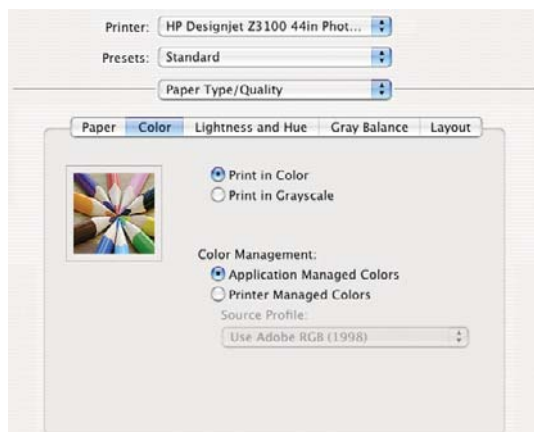 Printer: HP Designjet Z3100 44in Phot...
Presets: Standard
Paper Type/Quality
Paper Color Lightness and Hue Gray Balance Layout
Print in Color
Print in Grayscale
Color Management:
Application Managed Colors
Printer Managed Colors
Source Profile:
Use Adobe RGB (1998)